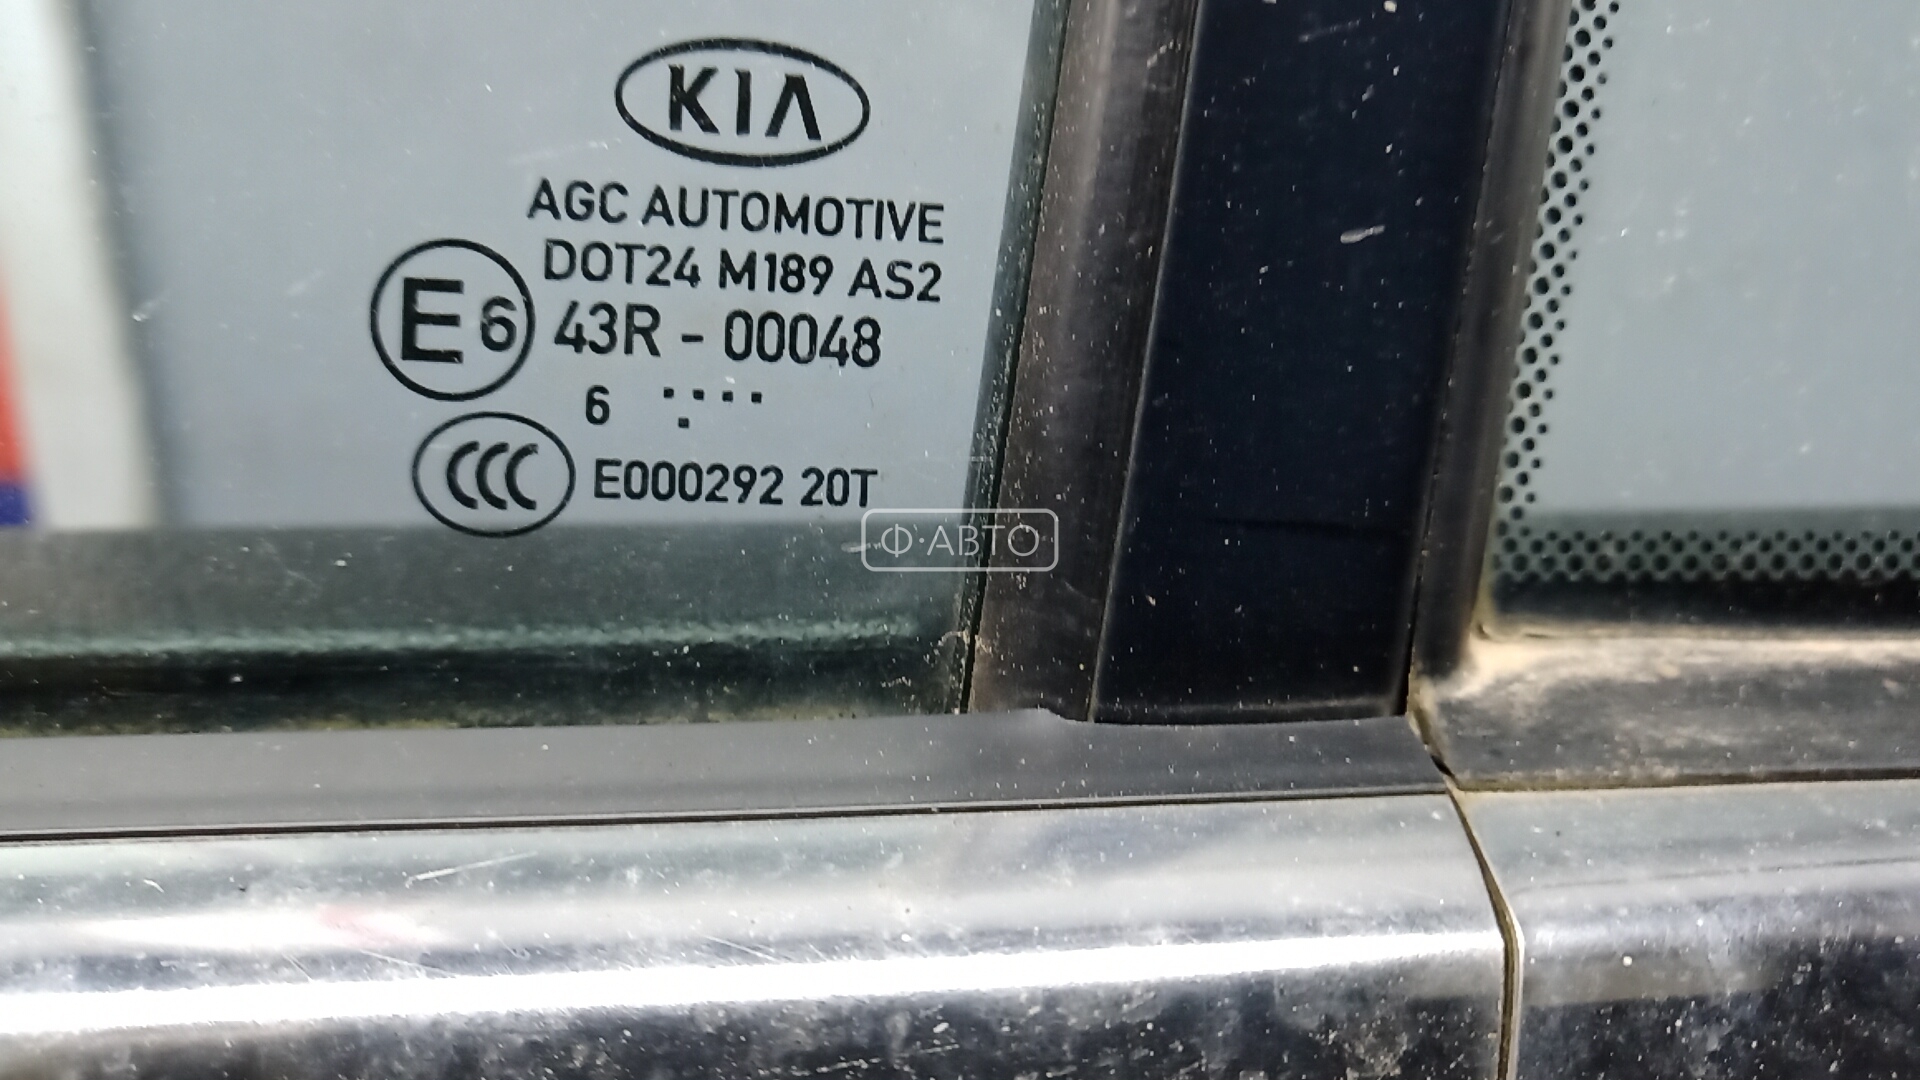 KIA
AGC AUTOMOTIVE
DOT24 M189 AS2
E6 43R - 00048
6
CCC E000292 20T
Ф·АВТО